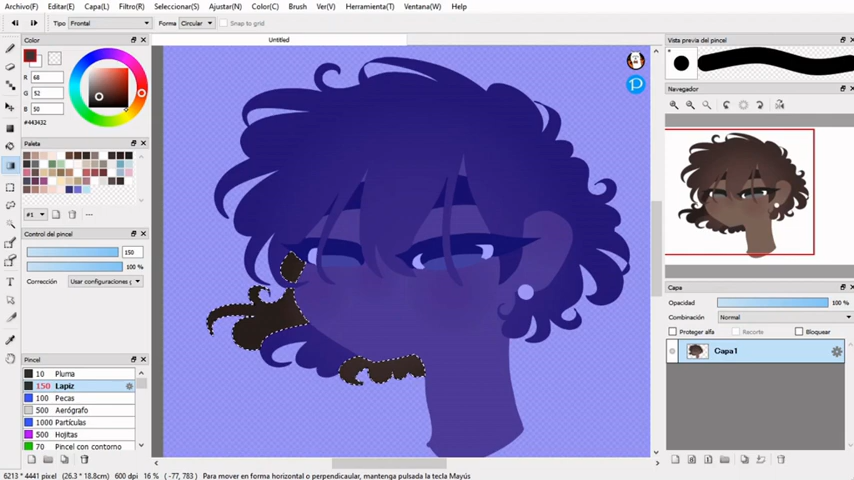 Archivo(F) Editar(E) Capa(L) Filtro(R) Seleccionar(S) Ajustar(N) Color(C) Brush Ver(V) Herramienta(T) Ventana(W) Help
Tipo Frontal Forma Circular Snap to grid
Color
Untitled
Vista previa del pincel
R 68
G 52
B 50
#443432
Navegador
Paleta
#1
Control del pincel
150
100 %
Corrección Usar configuraciones g
Capa
Opacidad 100 %
Combinación Normal
Proteger alfa Recorte Bloquear
Capa1
Pincel
10 Pluma
150 Lapiz
100 Pecas
500 Aerógrafo
1000 Partículas
500 Hojitas
70 Pincel con contorno
6213 * 4441 pixel (26.3 * 18.8cm) 600 dpi 16 % (-77, 783) Para mover en forma horizontal o perpendicular, mantenga pulsada la tecla Mayús